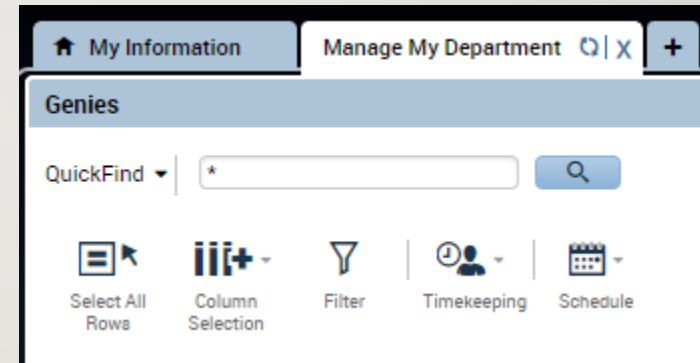 My Information
Manage My Department
Genies
QuickFind
*
Select All
Rows
Column
Selection
Filter
Timekeeping
Schedule